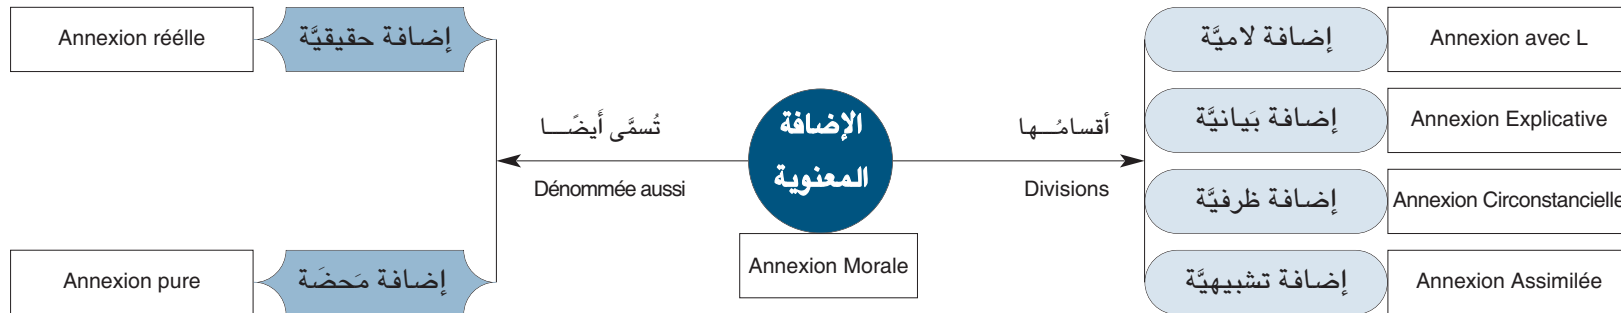 Annexion réélle
إضافة حقيقيَّة
إضافة لاميَّة
Annexion avec L
الإضافة
المعنوية
تُسمَّى أَيضًـــا
أقسامُـــها
إضافة بَيانيَّة
Annexion Explicative
Dénommée aussi
Divisions
إضافة ظرفيَّة
Annexion Circonstancielle
Annexion Morale
Annexion pure
إضافة مَحضَة
إضافة تشبيهيَّة
Annexion Assimilée